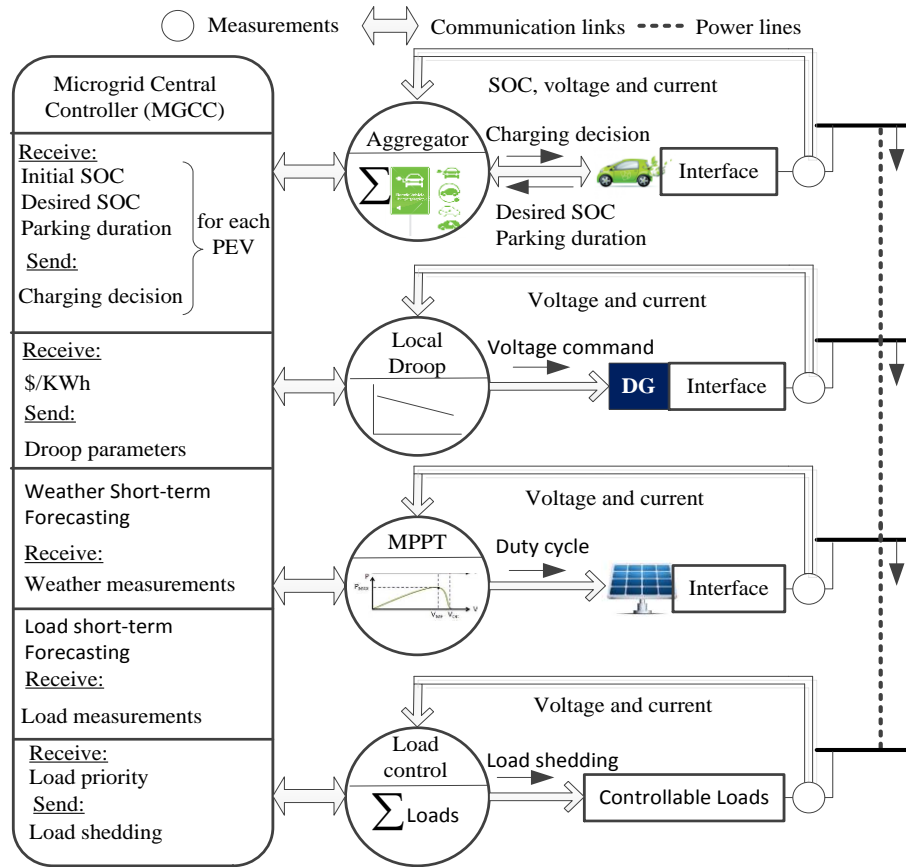 Measurements
Communication links
Power lines
Microgrid Central
Controller (MGCC)
Receive:
Initial SOC
Desired SOC
Parking duration
Send:
Charging decision
for each
PEV
Receive:
$/KWh
Send:
Droop parameters
Weather Short-term
Forecasting
Receive:
Weather measurements
Load short-term
Forecasting
Receive:
Load measurements
Receive:
Load priority
Send:
Load shedding
SOC, voltage and current
Aggregator
∑
Charging decision
Desired SOC
Parking duration
Interface
Voltage and current
Local
Droop
Voltage command
DG
Interface
Voltage and current
MPPT
P
V
Duty cycle
Interface
Voltage and current
Load
control
∑ Loads
Load shedding
Controllable Loads